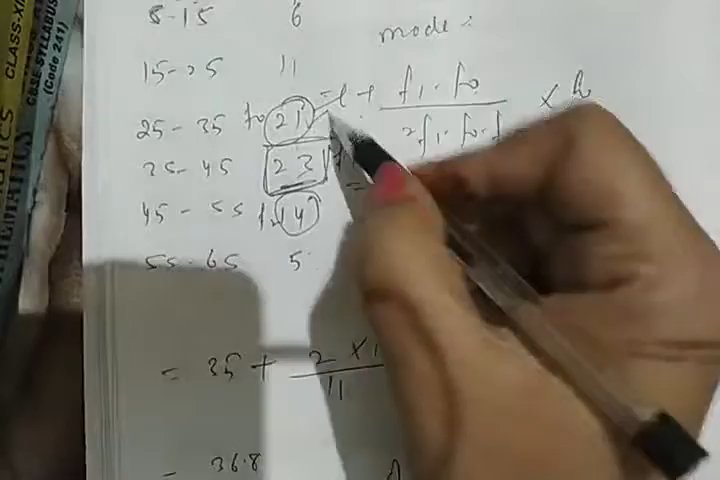 CLASS-XII
CBSE SYLLABUS
(Code 241)
MATHEMATICS
5-15 6
mode:
15-25 11
= l + f1 - f0 × h
25-35 f0 21
2f1 - f0 - f
35-45 23
=
45-55 14
55-65 5
= 35 + 2 × 1
11
= 36.8